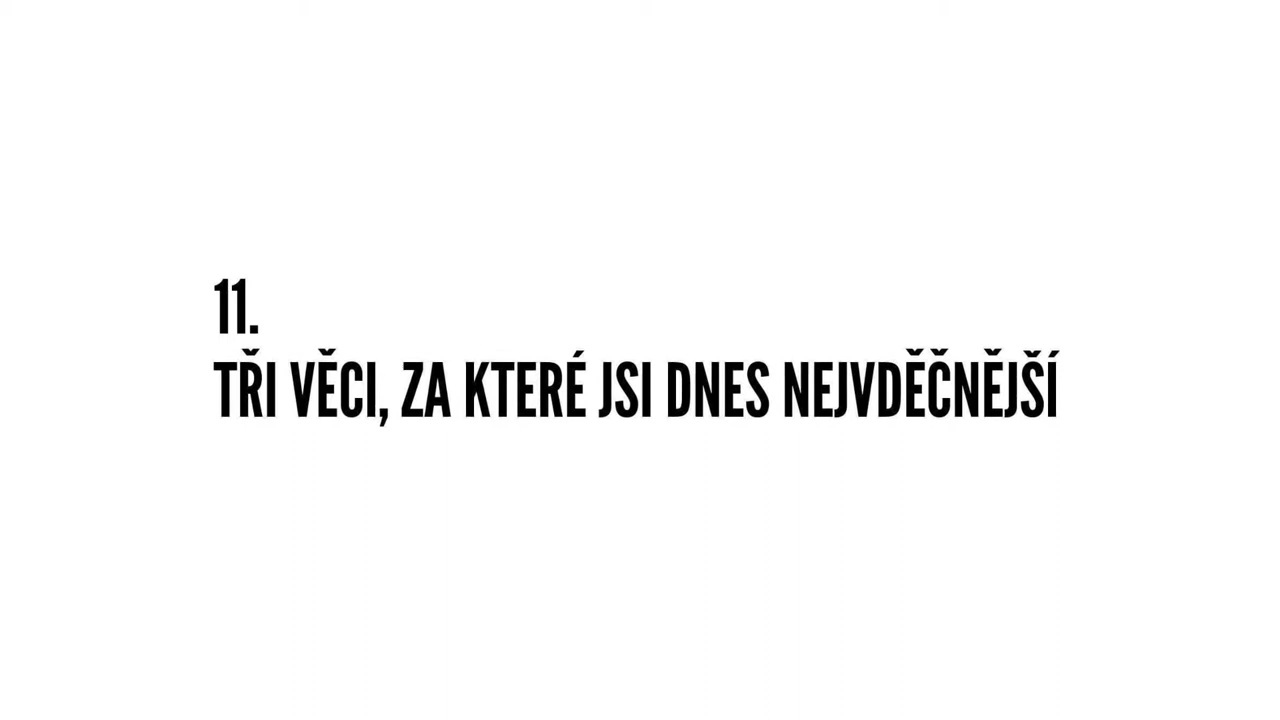 11.
TŘI VĚCI, ZA KTERÉ JSI DNES NEJVDĚČNĚJŠÍ